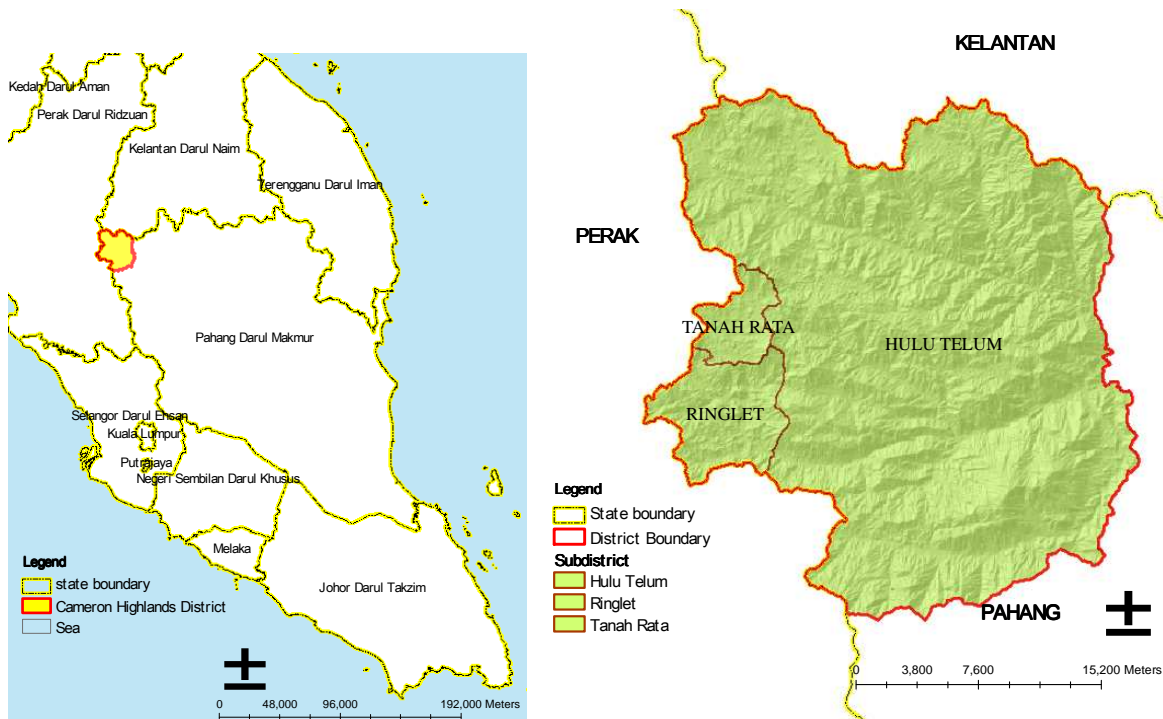 Kedah Darul Aman
Perak Darul Ridzuan
Kelantan Darul Naim
Terengganu Darul Iman
Pahang Darul Makmur
Selangor Darul Ehsan
Kuala Lumpur
Putrajaya
Negeri Sembilan Darul Khusus
Melaka
Johor Darul Takzim
Legend
state boundary
Cameron Highlands District
Sea
0 48,000 96,000 192,000 Meters
KELANTAN
PERAK
TANAH RATA
HULU TELUM
RINGLET
PAHANG
Legend
State boundary
District Boundary
Subdistrict
Hulu Telum
Ringlet
Tanah Rata
0 3,800 7,600 15,200 Meters